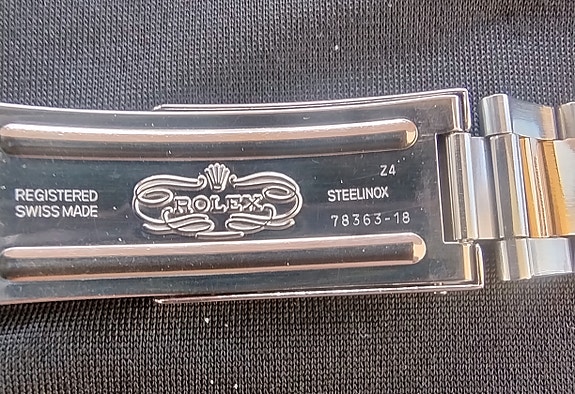 REGISTERED
SWISS MADE
ROLEX
Z4
STEELINOX
78363-18